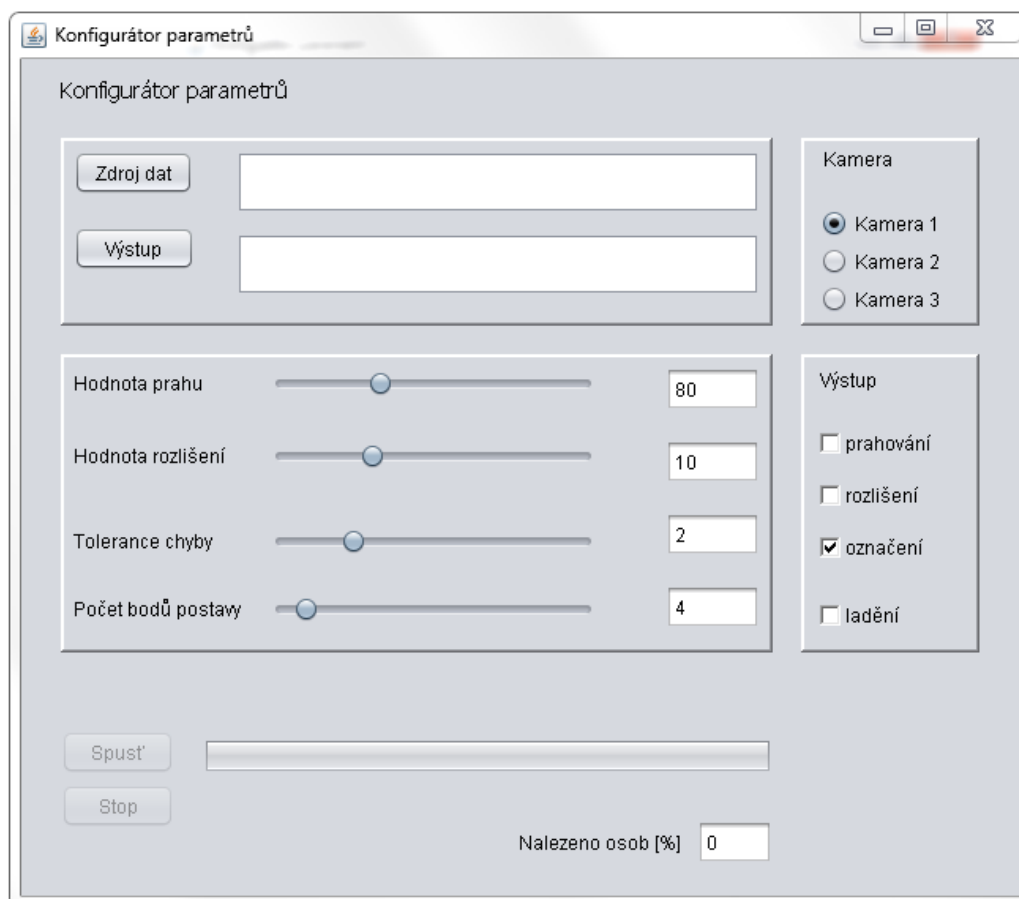 Konfigurátor parametrů
Konfigurátor parametrů
Zdroj dat
Výstup
Kamera
Kamera 1
Kamera 2
Kamera 3
Hodnota prahu
80
Hodnota rozlišení
10
Tolerance chyby
2
Počet bodů postavy
4
Výstup
prahování
rozlišení
označení
ladění
Spusť
Stop
Nalezeno osob [%]
0